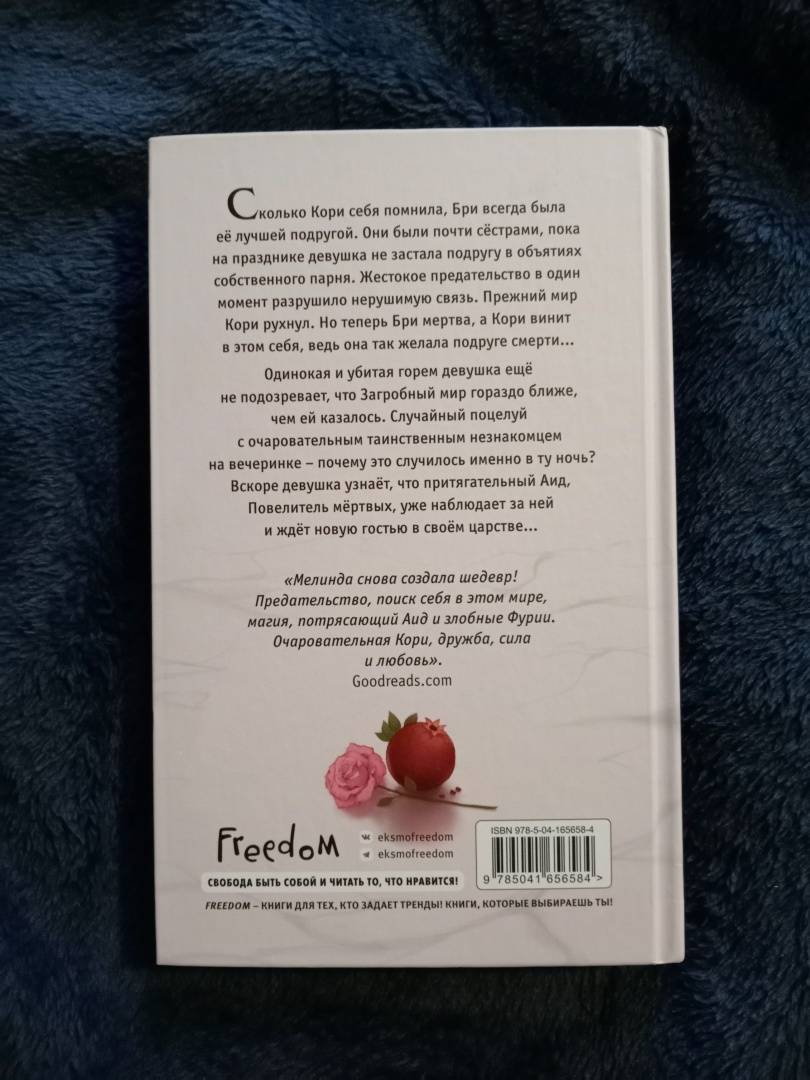 Сколько Кори себя помнила, Бри всегда была
её лучшей подругой. Они были почти сёстрами, пока
на празднике девушка не застала подругу в объятиях
собственного парня. Жестокое предательство в один
момент разрушило нерушимую связь. Прежний мир
Кори рухнул. Но теперь Бри мертва, а Кори винит
в этом себя, ведь она так желала подруге смерти...
Одинокая и убитая горем девушка ещё
не подозревает, что Загробный мир гораздо ближе,
чем ей казалось. Случайный поцелуй
с очаровательным таинственным незнакомцем
на вечеринке – почему это случилось именно в ту ночь?
Вскоре девушка узнаёт, что притягательный Аид,
Повелитель мёртвых, уже наблюдает за ней
и ждёт новую гостью в своём царстве...
«Мелинда снова создала шедевр!
Предательство, поиск себя в этом мире,
магия, потрясающий Аид и злобные Фурии.
Очаровательная Кори, дружба, сила
и любовь».
Goodreads.com
Freedom
eksmofreedom
eksmofreedom
СВОБОДА БЫТЬ СОБОЙ И ЧИТАТЬ ТО, ЧТО НРАВИТСЯ!
FREEDOM – КНИГИ ДЛЯ ТЕХ, КТО ЗАДАЕТ ТРЕНДЫ! КНИГИ, КОТОРЫЕ ВЫБИРАЕШЬ ТЫ!
ISBN 978-5-04-165658-4
9 785041 656584 >